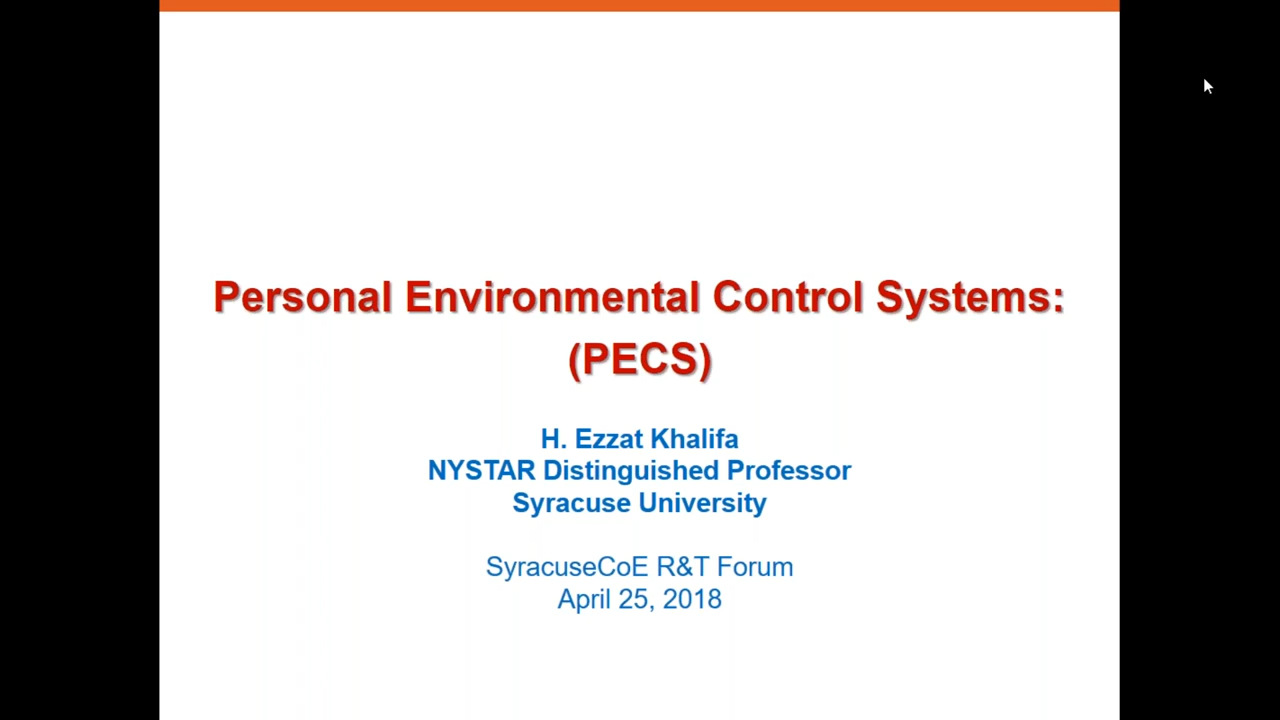 Personal Environmental Control Systems:
(PECS)
H. Ezzat Khalifa
NYSTAR Distinguished Professor
Syracuse University
SyracuseCoE R&T Forum
April 25, 2018